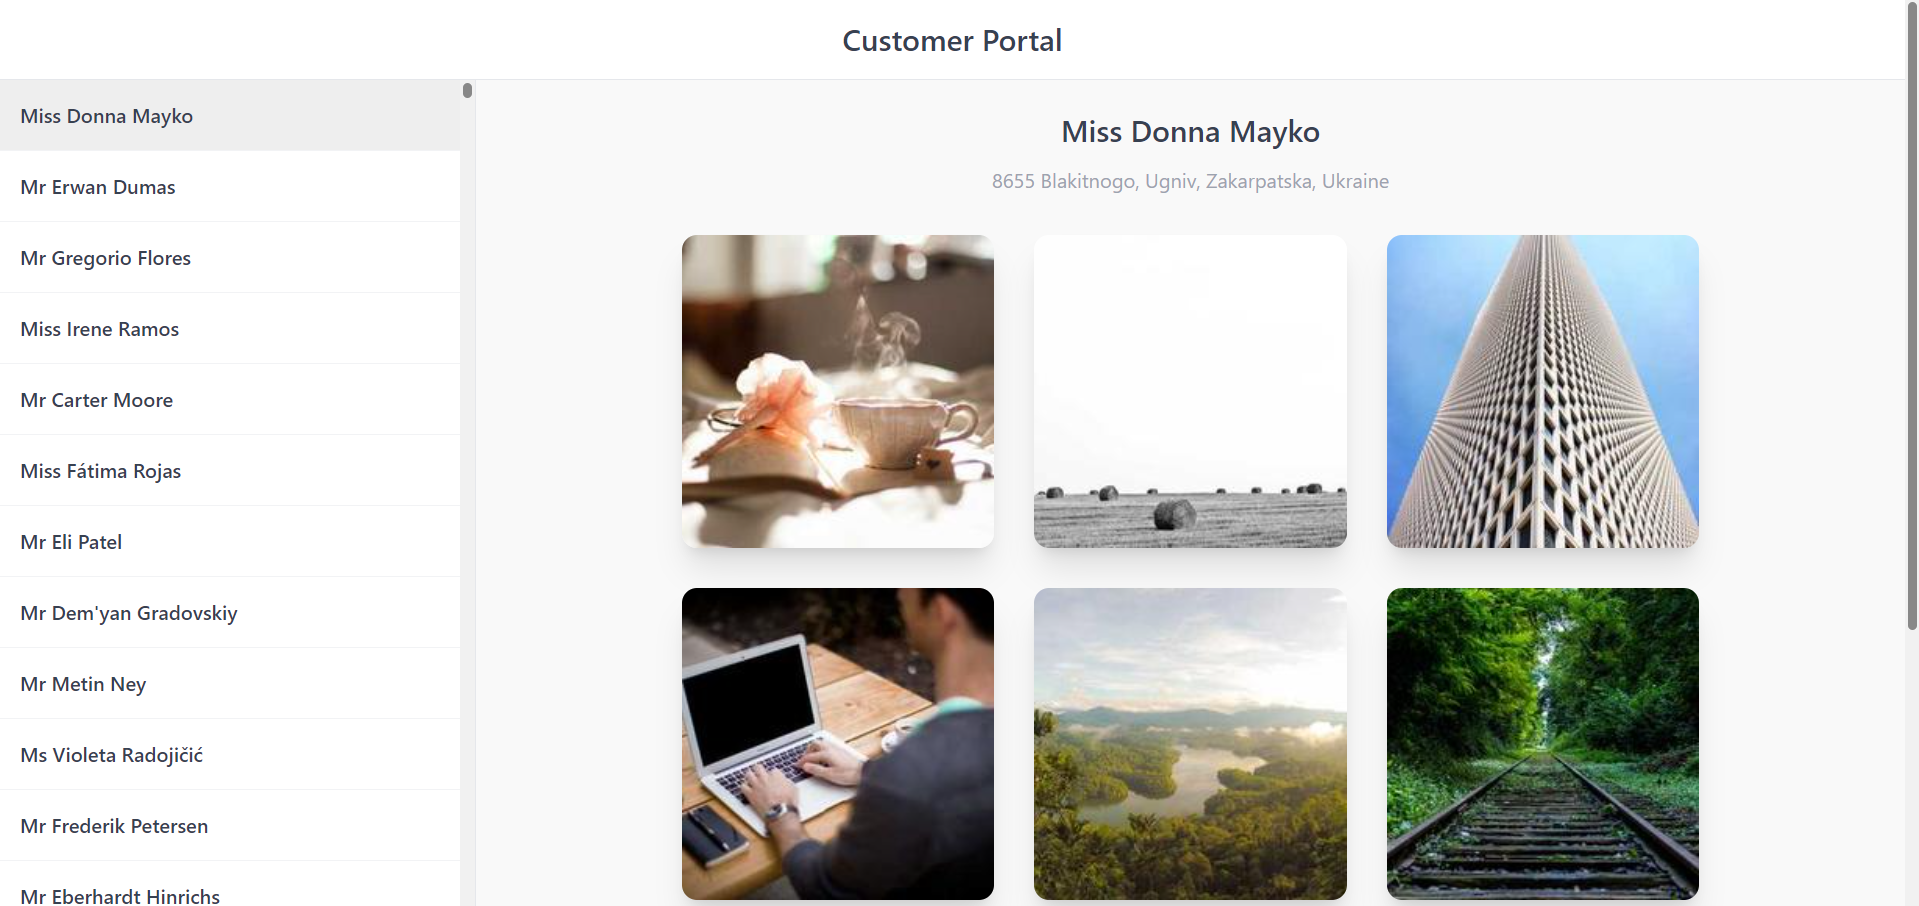 Customer Portal
Miss Donna Mayko
Mr Erwan Dumas
Mr Gregorio Flores
Miss Irene Ramos
Mr Carter Moore
Miss Fátima Rojas
Mr Eli Patel
Mr Dem'yan Gradovskiy
Mr Metin Ney
Ms Violeta Radojičić
Mr Frederik Petersen
Mr Eberhardt Hinrichs
Miss Donna Mayko
8655 Blakitnogo, Ugniv, Zakarpatska, Ukraine